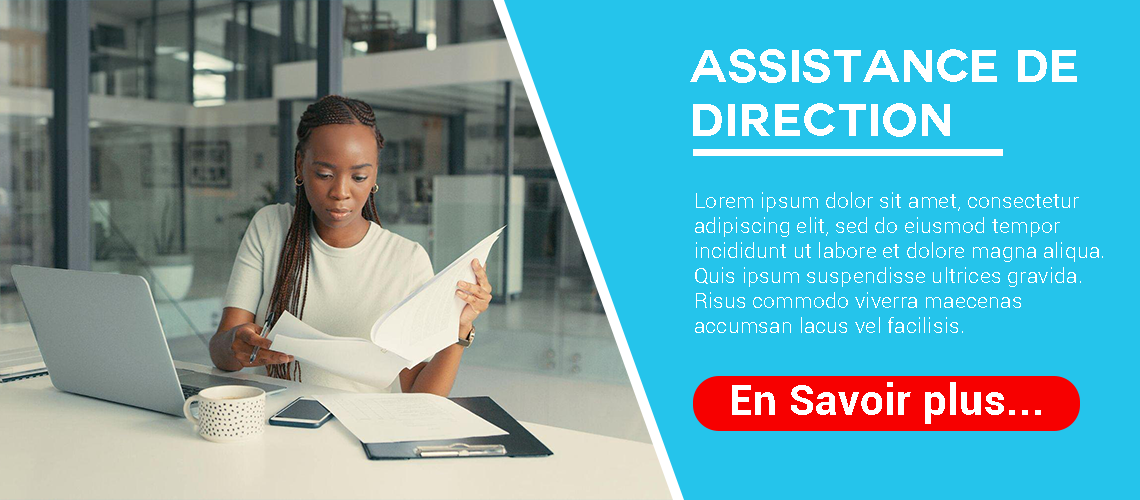 ASSISTANCE DE
DIRECTION
Lorem ipsum dolor sit amet, consectetur
adipiscing elit, sed do eiusmod tempor
incididunt ut labore et dolore magna aliqua.
Quis ipsum suspendisse ultrices gravida.
Risus commodo viverra maecenas
accumsan lacus vel facilisis.
En Savoir plus...